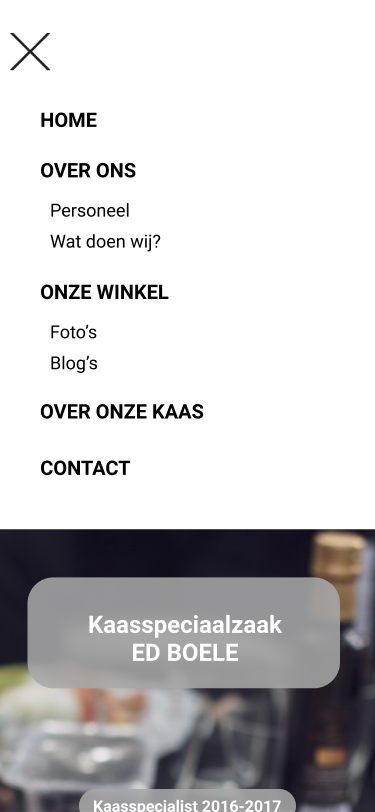 HOME
OVER ONS
Personeel
Wat doen wij?
ONZE WINKEL
Foto's
Blog's
OVER ONZE KAAS
CONTACT
Kaasspeciaalzaak
ED BOELE
Kaasspecialist 2016-2017